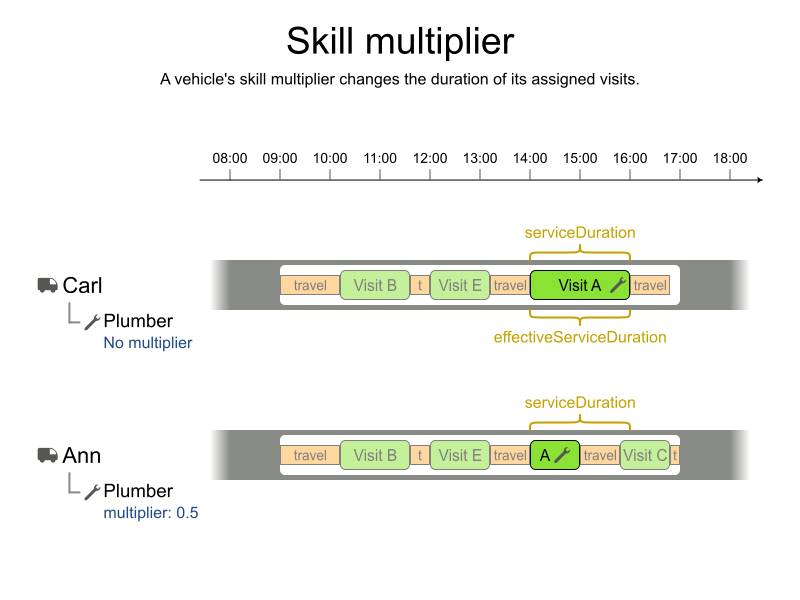 Skill multiplier
A vehicle's skill multiplier changes the duration of its assigned visits.
08:00 09:00 10:00 11:00 12:00 13:00 14:00 15:00 16:00 17:00 18:00
serviceDuration
Carl
travel Visit B t Visit E travel Visit A travel
Plumber
No multiplier
effectiveServiceDuration
serviceDuration
Ann
travel Visit B t Visit E travel A travel Visit C t
Plumber
multiplier: 0.5